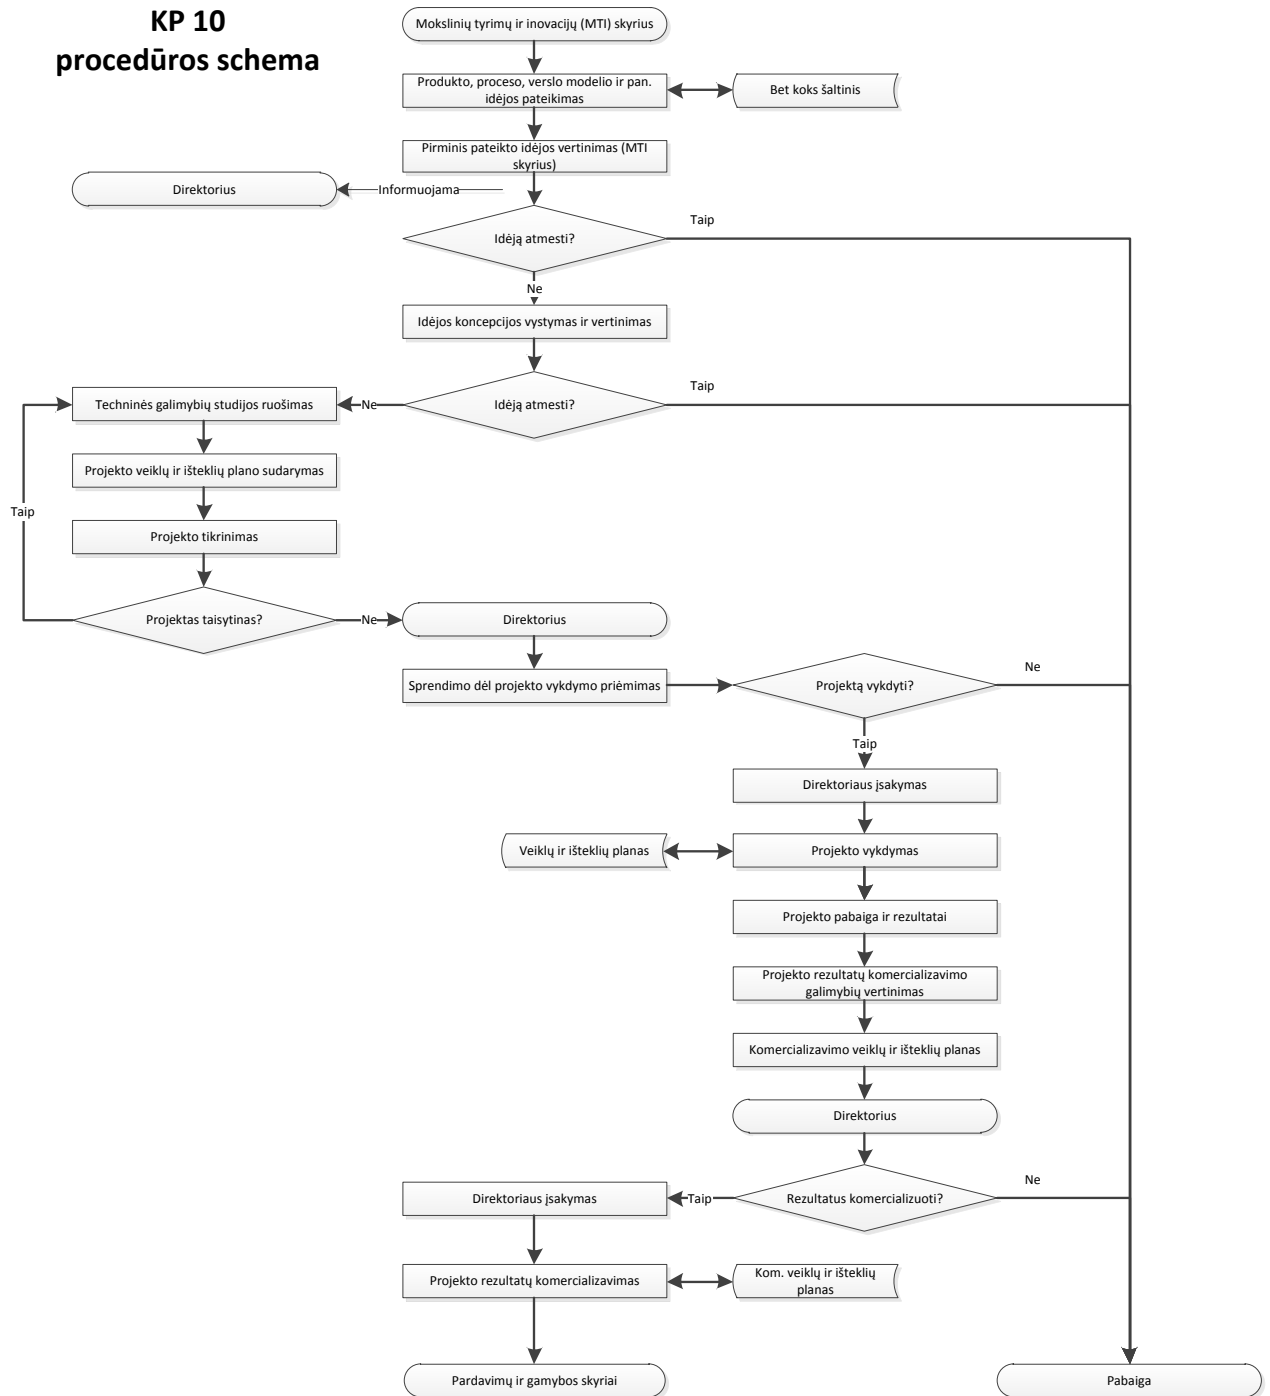 KP 10
procedūros schema
Mokslinių tyrimų ir inovacijų (MTI) skyrius
Produkto, proceso, verslo modelio ir pan.
idėjos pateikimas
Bet koks šaltinis
Pirminis pateikto idėjos vertinimas (MTI
skyrius)
Direktorius
Informuojama
Idėją atmesti?
Taip
Ne
Idėjos koncepcijos vystymas ir vertinimas
Techninės galimybių studijos ruošimas
Ne
Idėją atmesti?
Taip
Projekto veiklų ir išteklių plano sudarymas
Taip
Projekto tikrinimas
Projektas taisytinas?
Ne
Direktorius
Sprendimo dėl projekto vykdymo priėmimas
Projektą vykdyti?
Ne
Taip
Direktoriaus įsakymas
Veiklų ir išteklių planas
Projekto vykdymas
Projekto pabaiga ir rezultatai
Projekto rezultatų komercializavimo
galimybių vertinimas
Komercializavimo veiklų ir išteklių planas
Direktorius
Direktoriaus įsakymas
Taip
Rezultatus komercializuoti?
Ne
Projekto rezultatų komercializavimas
Kom. veiklų ir išteklių
planas
Pardavimų ir gamybos skyriai
Pabaiga